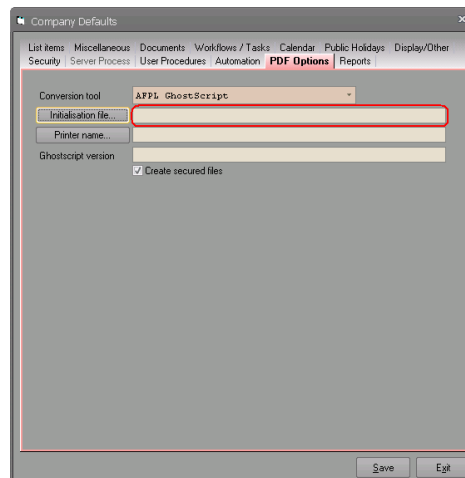 Company Defaults
List items Miscellaneous Documents Workflows / Tasks Calendar Public Holidays Display/Other
Security Server Process User Procedures Automation PDF Options Reports
Conversion tool AFPL GhostScript
Initialisation file...
Printer name...
Ghostscript version
Create secured files
Save Exit